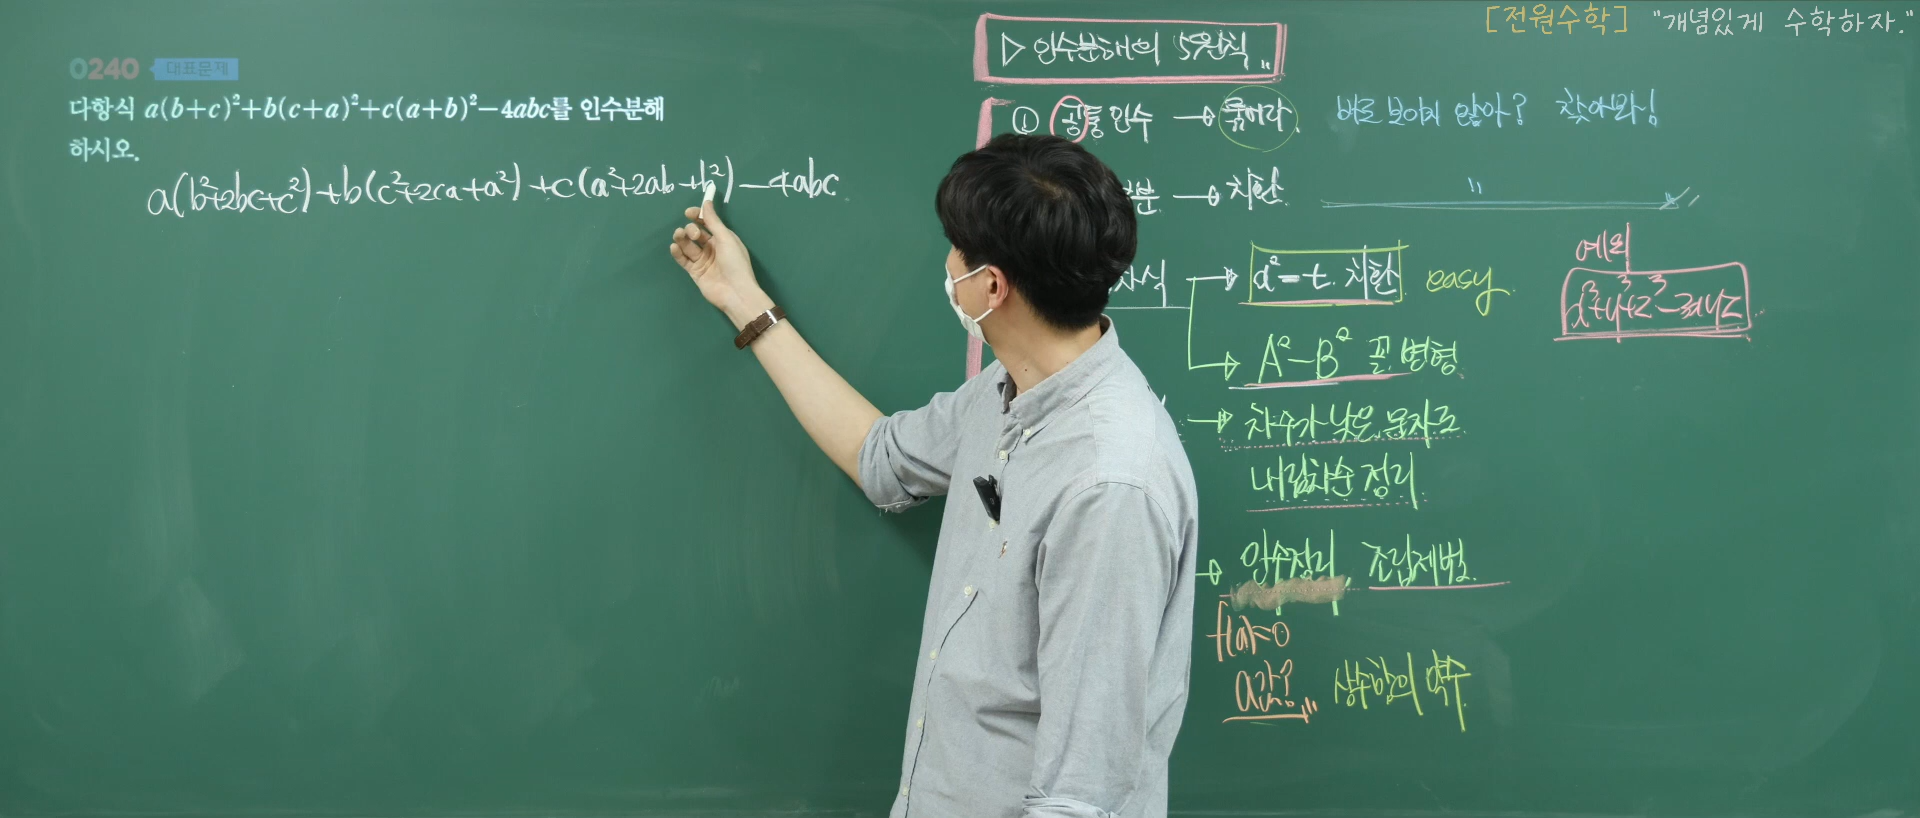 [전원수학] "개념있게 수학하자."
0240 대표문제
다항식 a(b+c)²+b(c+a)²+c(a+b)²-4abc를 인수분해
하시오.
a(b²+2bc+c²)+b(c²+2ca+a²)+c(a²+2ab+b²)-4abc
▷ 인수분해의 5원칙
① 공통인수 → 묶어라. 바로 보이지 않아? 찾아봐!
분 → 치환 〃
차식 → x²=t. 치환 easy.
예외
x³+y³+z³-3xyz
→ A²-B² 꼴. 변형
→ 차수가 낮은 문자로
내림차순 정리
→ 인수정리, 조립제법.
f(a)=0
a값? 상수항의 약수